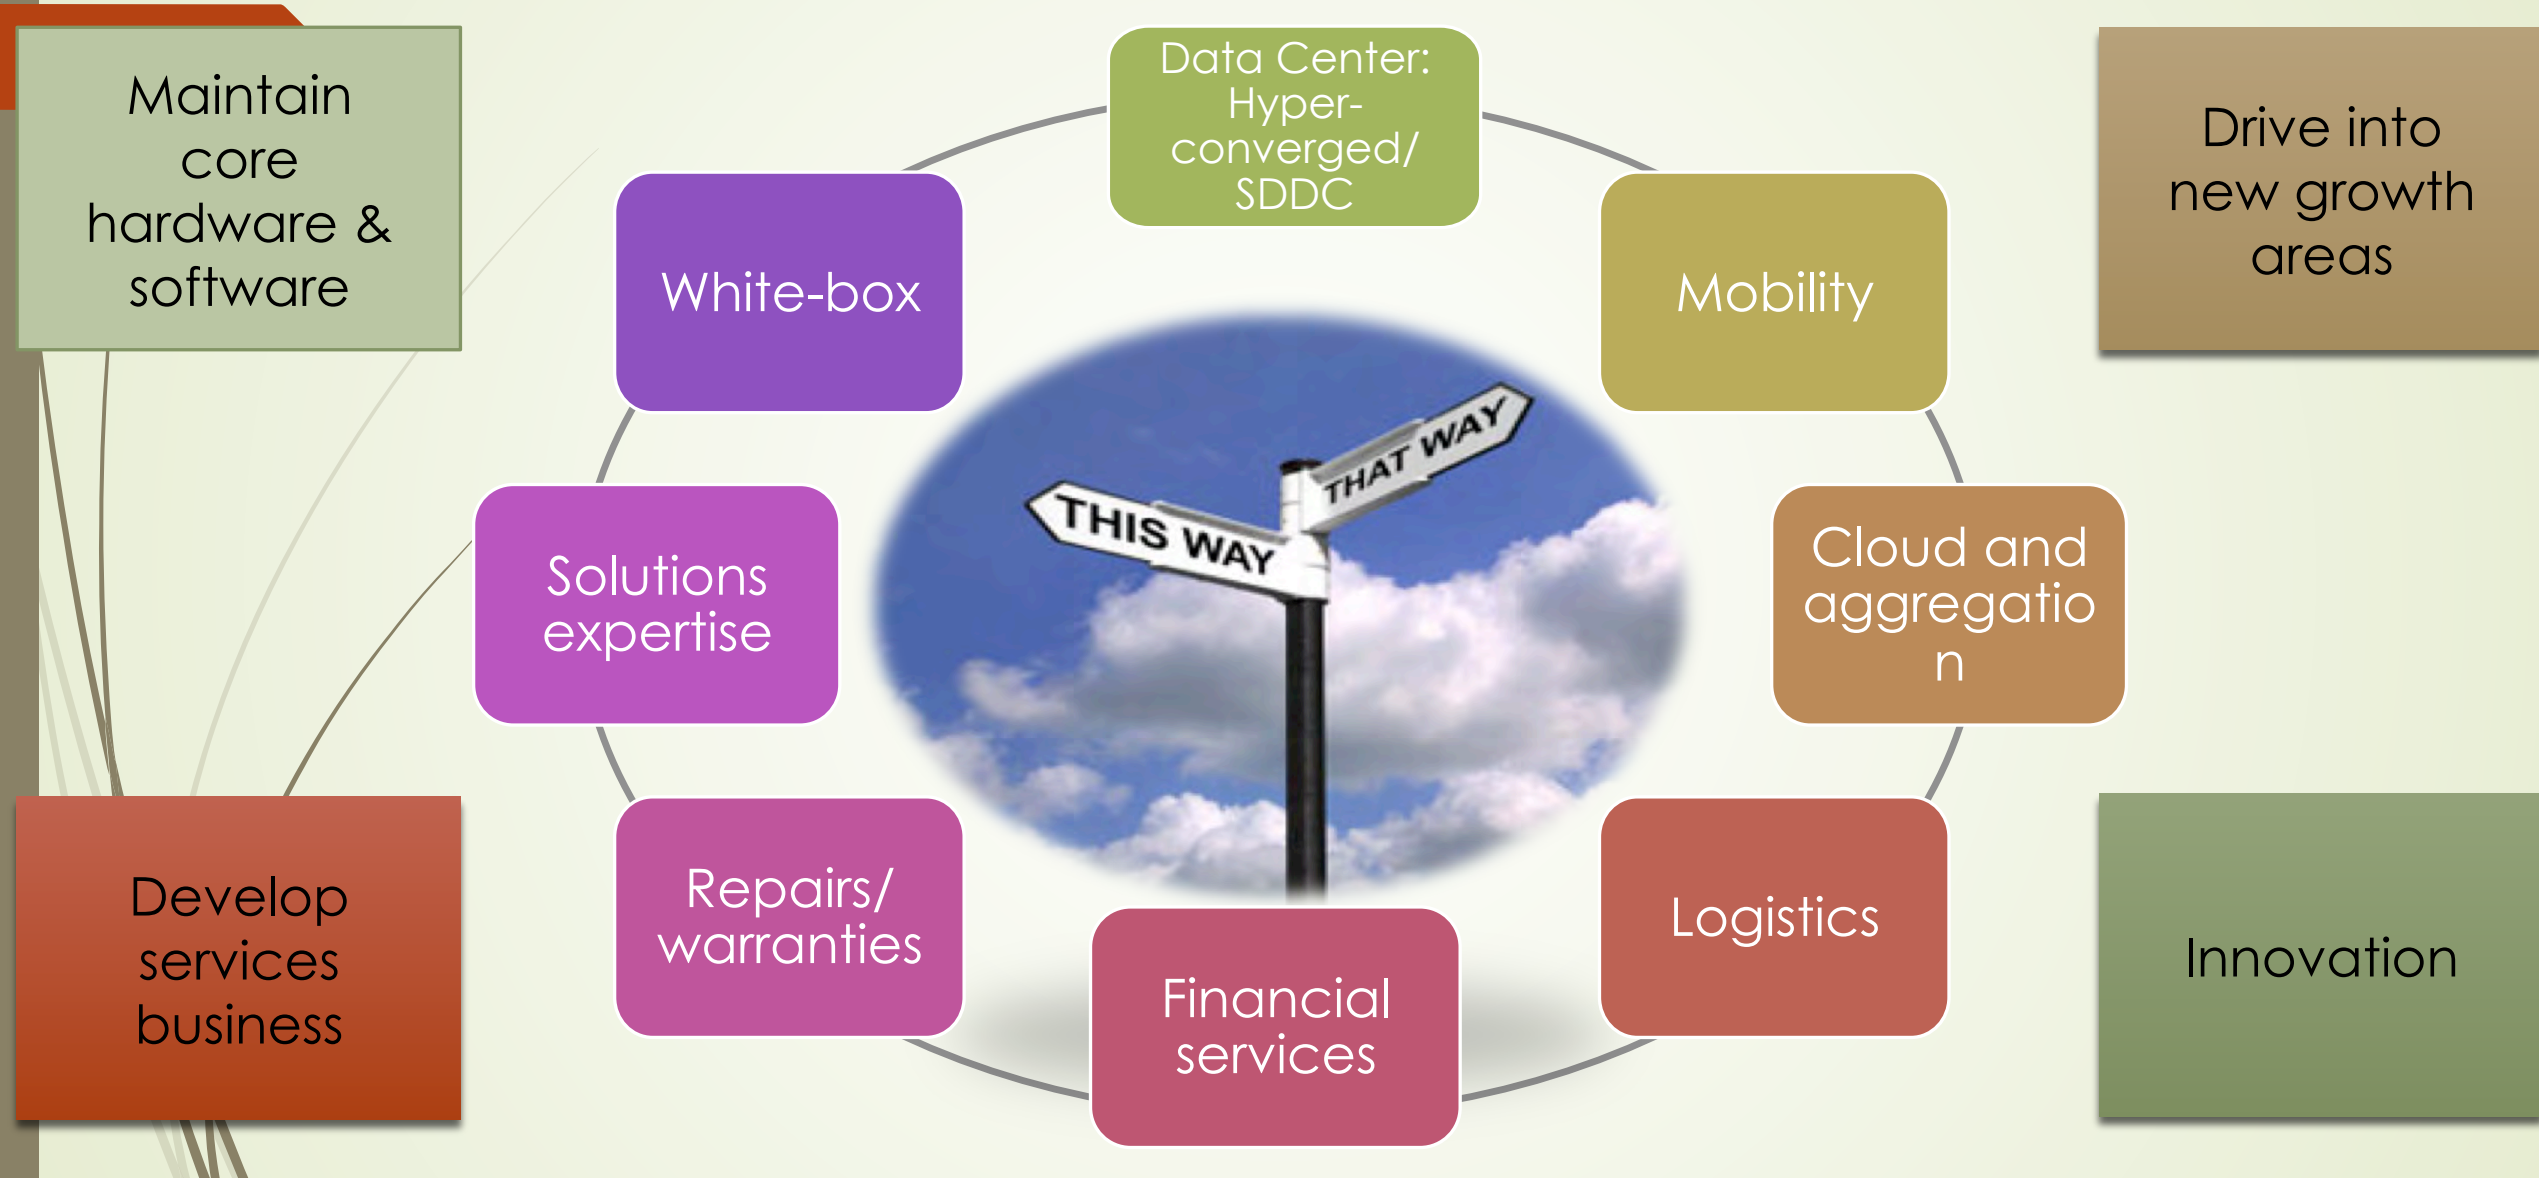 Maintain
core
hardware &
software
Data Center:
Hyper-
converged/
SDDC
Drive into
new growth
areas
White-box
Mobility
THIS WAY
THAT WAY
Solutions
expertise
Cloud and
aggregatio
n
Repairs/
warranties
Logistics
Financial
services
Develop
services
business
Innovation